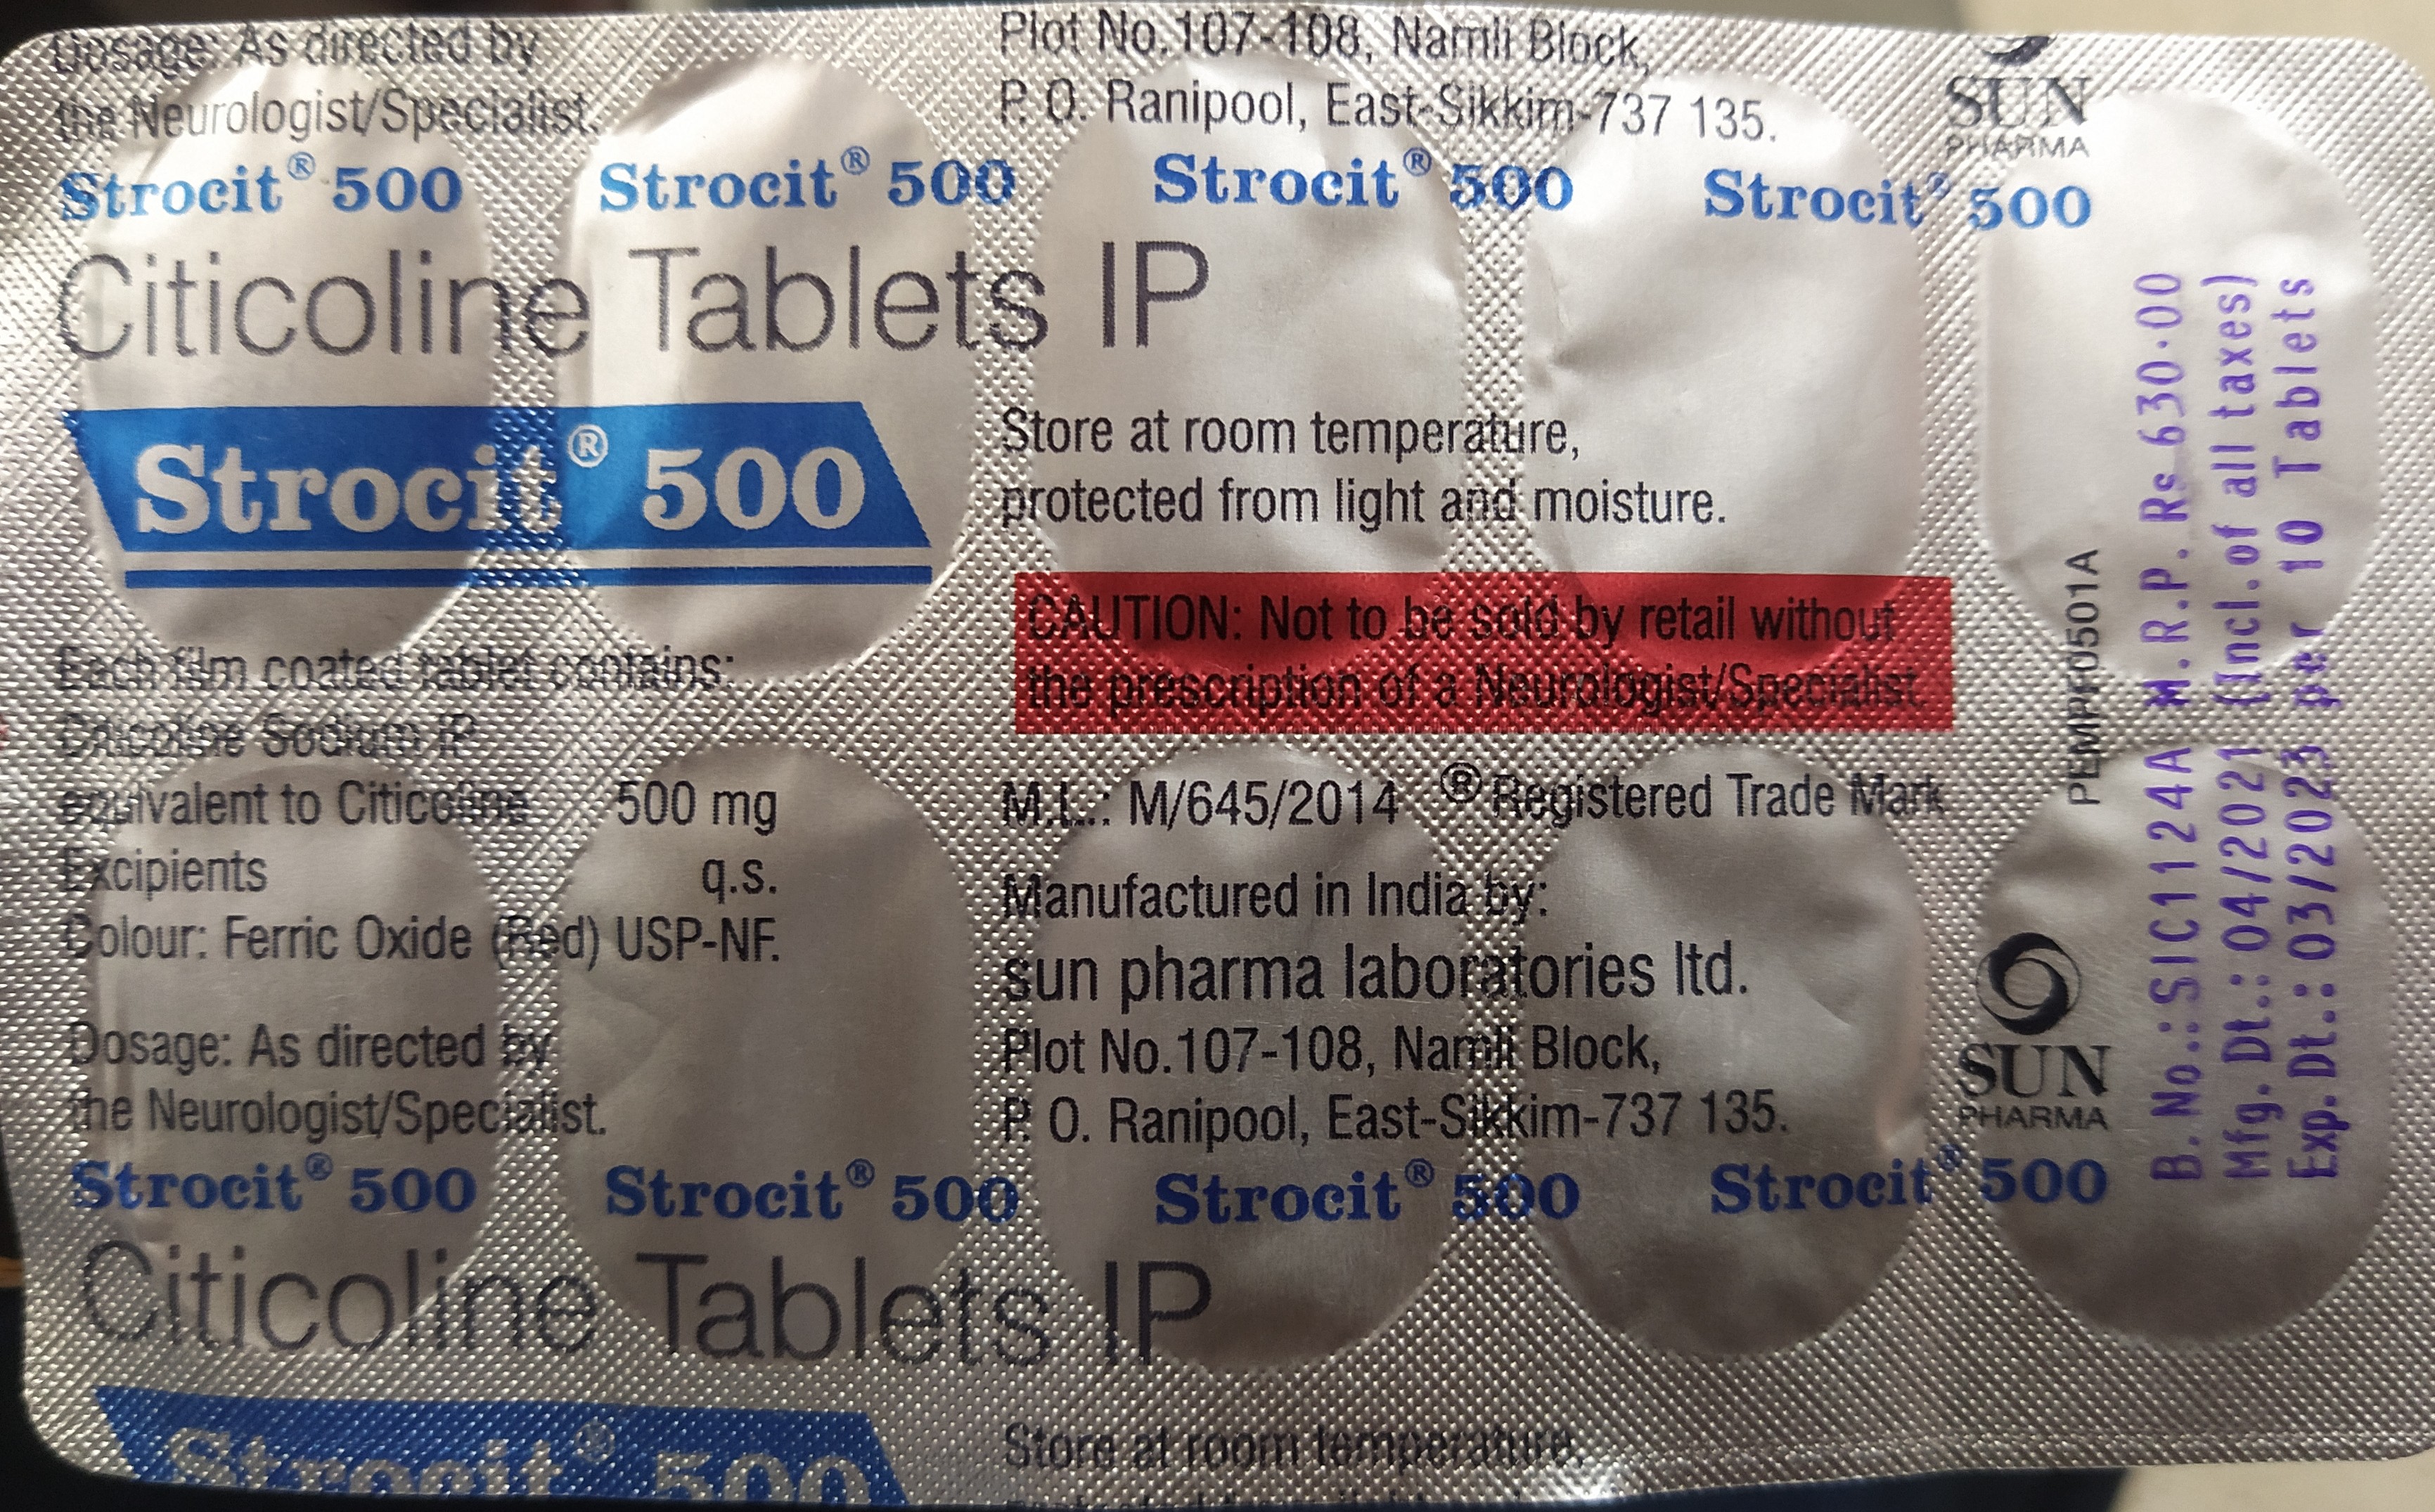 Dosage: As directed by
the Neurologist/Specialist.
Plot No.107-108, Namli Block,
P. O. Ranipool, East-Sikkim-737 135.
SUN
PHARMA
Strocit® 500 Strocit® 500 Strocit® 500 Strocit® 500
Citicoline Tablets IP
Strocit® 500
Each film coated tablet contains:
Citicoline Sodium IP
equivalent to Citicoline 500 mg
Excipients q.s.
Colour: Ferric Oxide (Red) USP-NF.
Dosage: As directed by
the Neurologist/Specialist.
Store at room temperature,
protected from light and moisture.
CAUTION: Not to be sold by retail without
the prescription of a Neurologist/Specialist.
M.L.: M/645/2014 ® Registered Trade Mark
Manufactured in India by:
sun pharma laboratories ltd.
Plot No.107-108, Namli Block,
P. O. Ranipool, East-Sikkim-737 135.
SUN
PHARMA
B. No.: SIC1124A M.R.P. Rs 630.00
Mfg. Dt.: 04/2021 (Incl.of all taxes)
Exp. Dt.: 03/2023 per 10 Tablets
Strocit® 500 Strocit® 500 Strocit® 500 Strocit® 500
Citicoline Tablets IP
Strocit® 500
Store at room temperature,